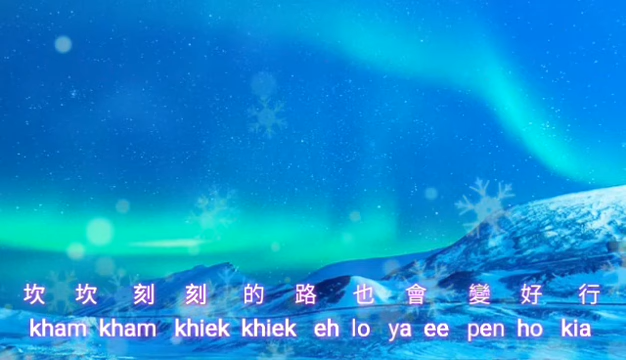 坎 坎 刻 刻 的 路 也 會 變 好 行
kham kham khiek khiek eh lo ya ee pen ho kia